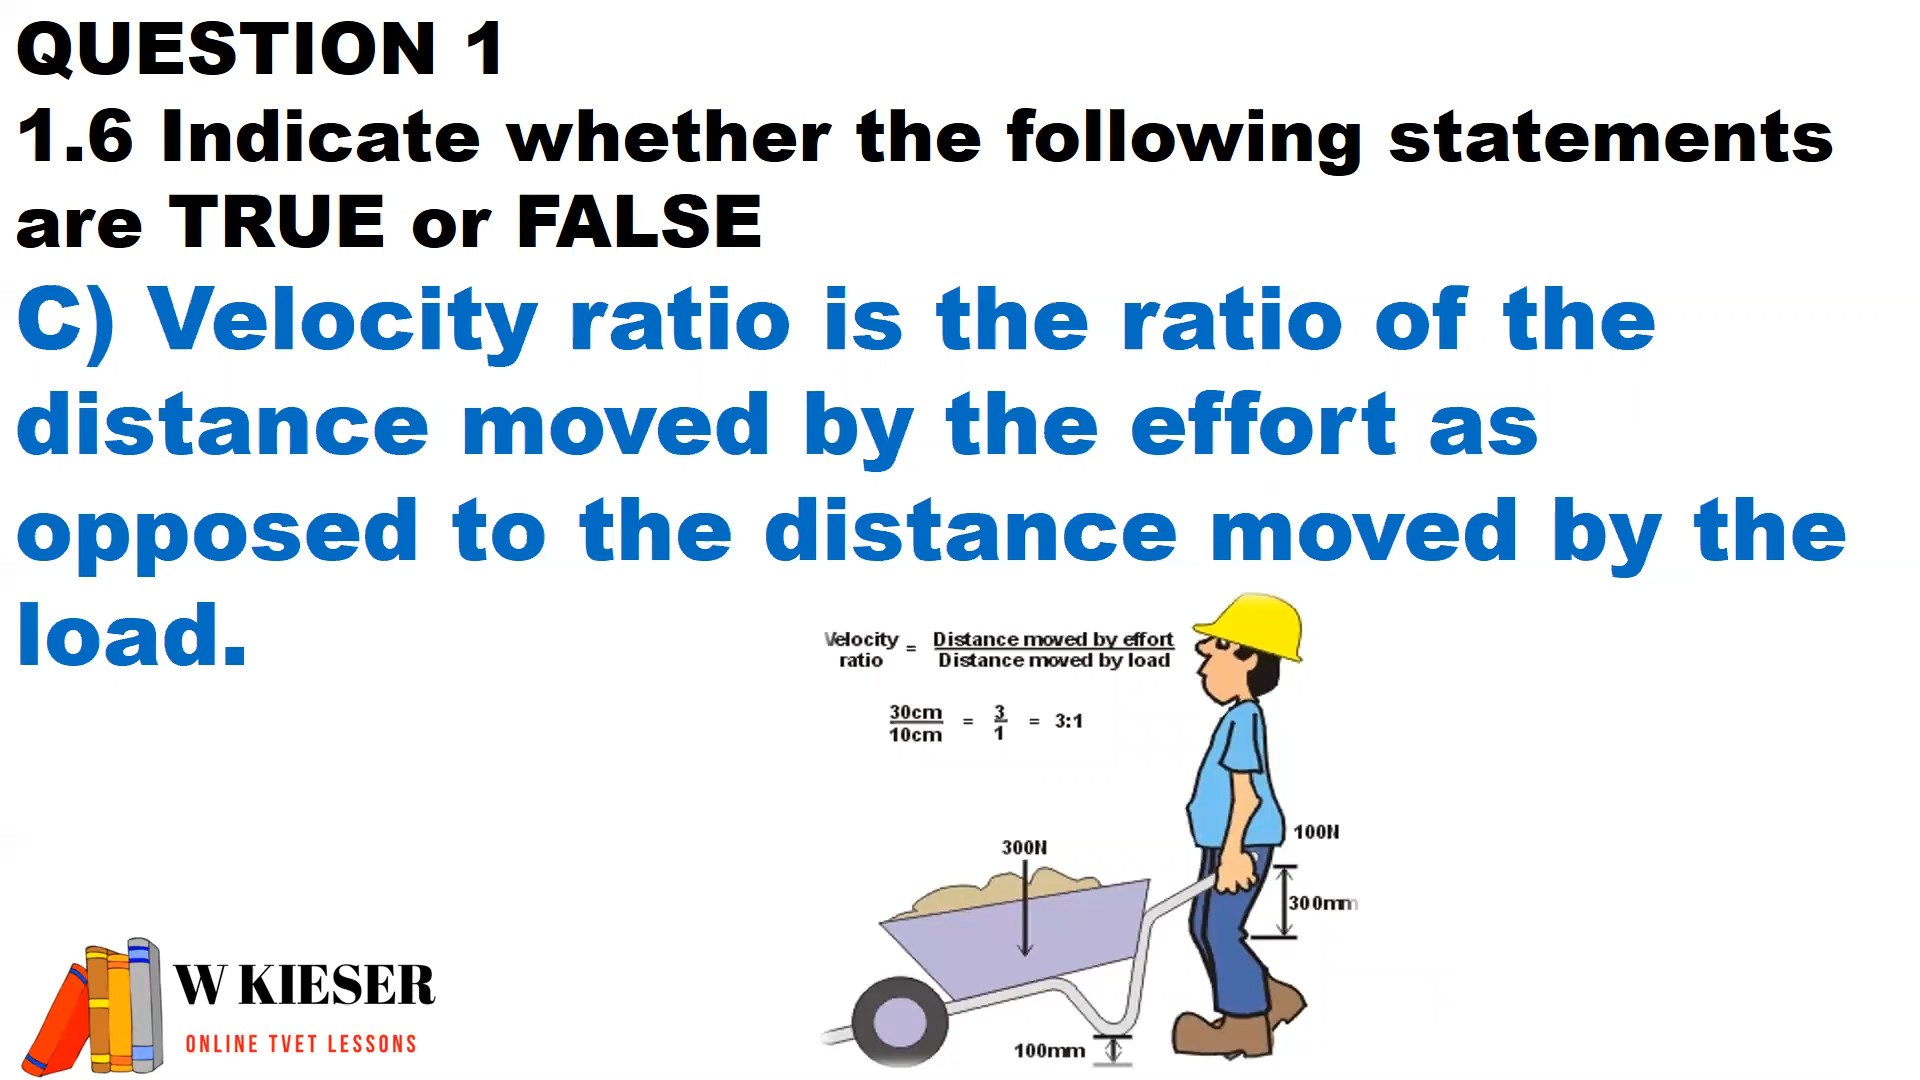 QUESTION 1
1.6 Indicate whether the following statements
are TRUE or FALSE
C) Velocity ratio is the ratio of the
distance moved by the effort as
opposed to the distance moved by the
load.
Velocity ratio = Distance moved by effort
Distance moved by load
30cm
10cm = 3
1 = 3:1
100N
300N
300mm
100mm
W KIESER
ONLINE TVET LESSONS